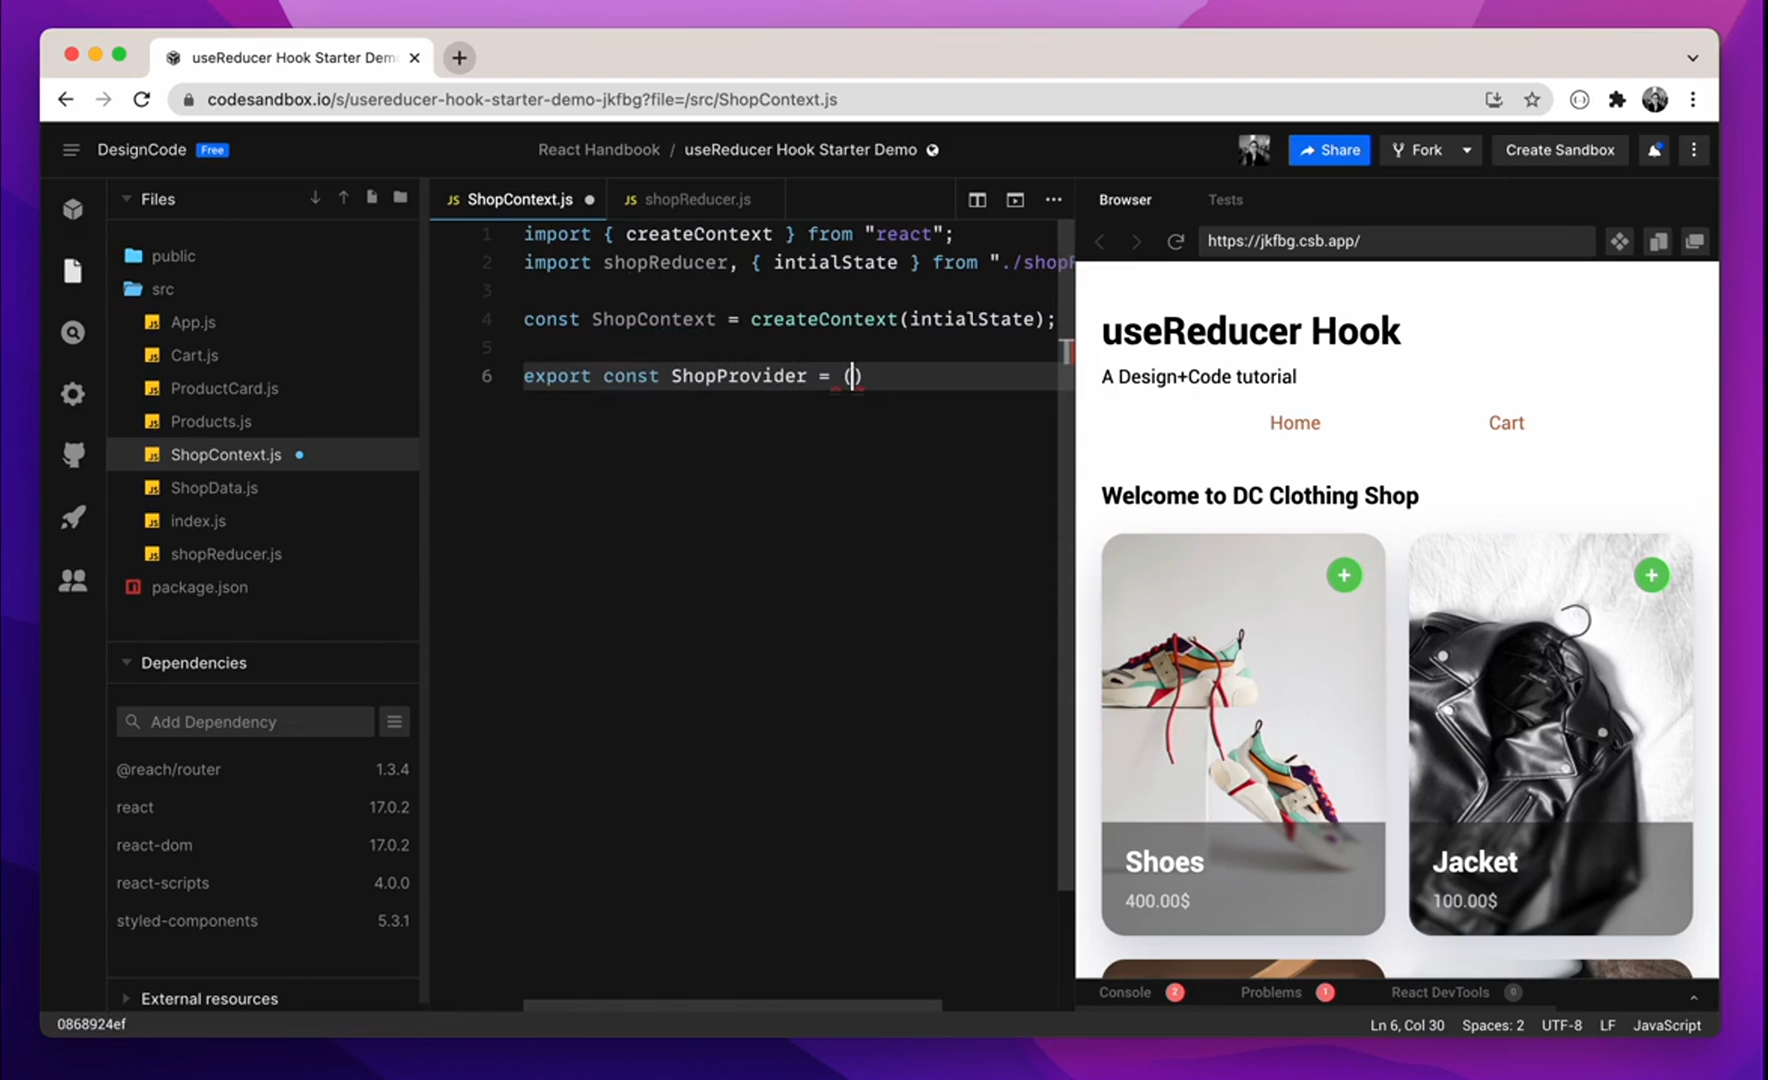 useReducer Hook Starter Dem
codesandbox.io/s/usereducer-hook-starter-demo-jkfbg?file=/src/ShopContext.js
DesignCode Free
React Handbook / useReducer Hook Starter Demo
Share
Fork
Create Sandbox
Files
public
src
App.js
Cart.js
ProductCard.js
Products.js
ShopContext.js
ShopData.js
index.js
shopReducer.js
package.json
Dependencies
Add Dependency
@reach/router 1.3.4
react 17.0.2
react-dom 17.0.2
react-scripts 4.0.0
styled-components 5.3.1
External resources
0868924ef
JS ShopContext.js
JS shopReducer.js
1 import { createContext } from "react";
2 import shopReducer, { intialState } from "./shopR
3
4 const ShopContext = createContext(intialState);
5
6 export const ShopProvider = ()
Browser
Tests
https://jkfbg.csb.app/
useReducer Hook
A Design+Code tutorial
Home
Cart
Welcome to DC Clothing Shop
Shoes
400.00$
Jacket
100.00$
Console 2
Problems 1
React DevTools 0
Ln 6, Col 30
Spaces: 2
UTF-8
LF
JavaScript